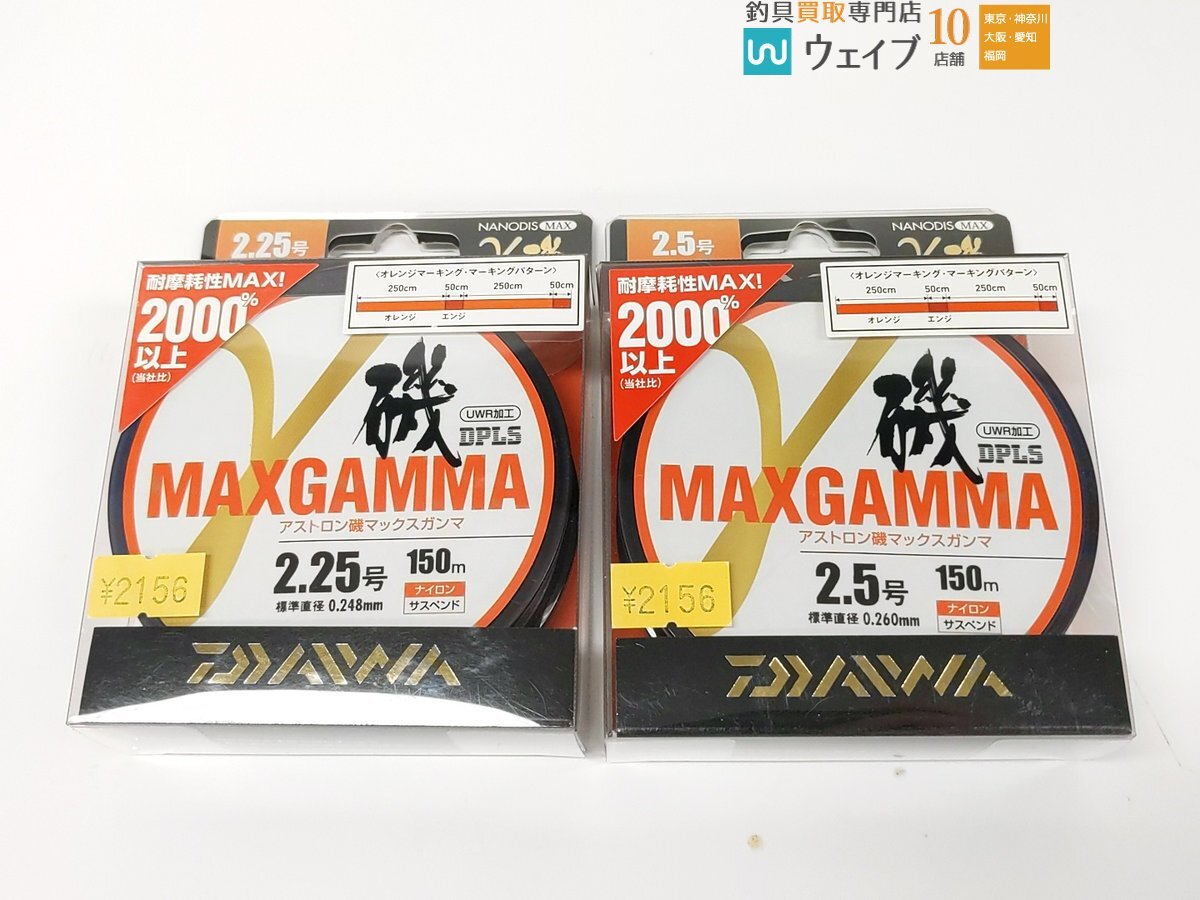 釣具買取専門店
ウェイブ
10
店舗
東京・神奈川
大阪・愛知
福岡
2.25号
NANODIS MAX
γ磯
耐摩耗性MAX!
2000%
以上
(当社比)
〈オレンジマーキング・マーキングパターン〉
250cm 50cm 250cm 50cm
オレンジ エンジ
磯
UWR加工
DPLS
MAXGAMMA
アストロン磯マックスガンマ
2.25号 150m
標準直径 0.248mm
ナイロン
サスペンド
¥2156
DAIWA
2.5号
NANODIS MAX
γ磯
耐摩耗性MAX!
2000%
以上
(当社比)
〈オレンジマーキング・マーキングパターン〉
250cm 50cm 250cm 50cm
オレンジ エンジ
磯
UWR加工
DPLS
MAXGAMMA
アストロン磯マックスガンマ
2.5号 150m
標準直径 0.260mm
ナイロン
サスペンド
¥2156
DAIWA